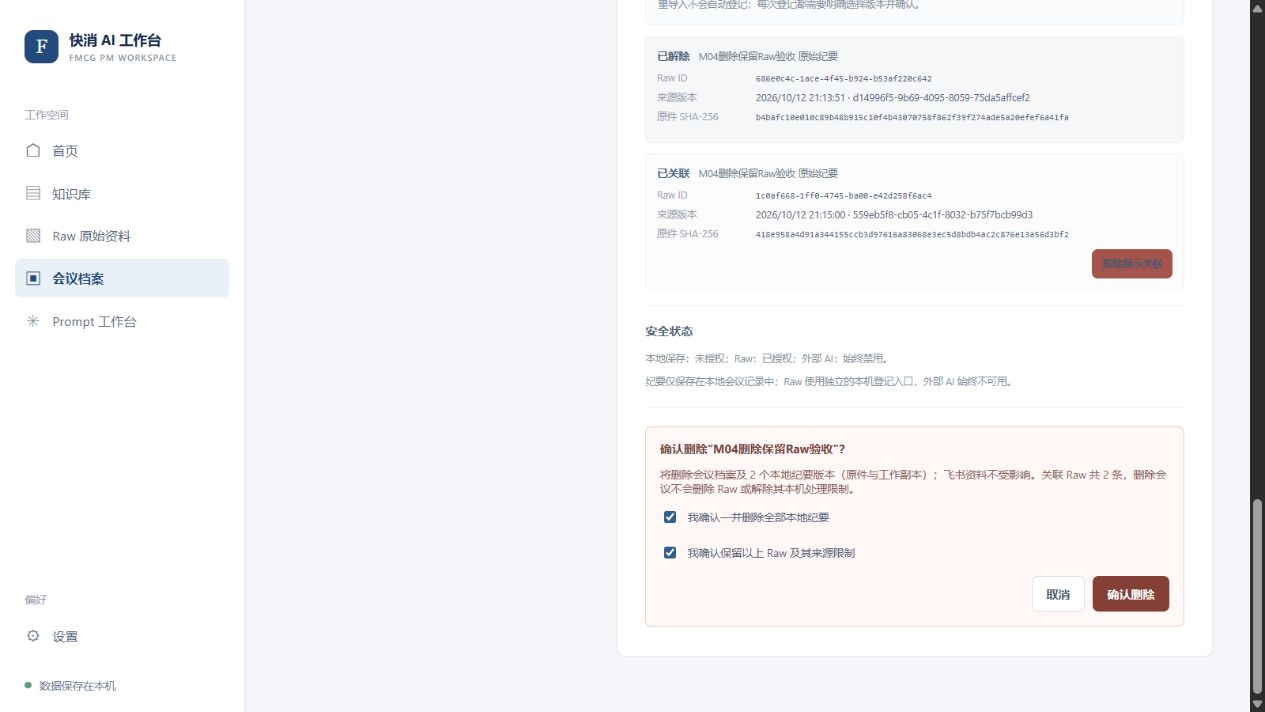 F
快消 AI 工作台
FMCG PM WORKSPACE
工作空间
首页
知识库
Raw 原始资料
会议档案
Prompt 工作台
偏好
设置
数据保存在本机
重导入不会自动登记；每次登记都需要明确选择版本并确认。
已解除 M04删除保留Raw验收 原始纪要
Raw ID 686e0c4c-1ace-4f45-b924-b53af220c642
来源版本 2026/10/12 21:13:51 · d14996f5-9b69-4095-8059-75da5affcef2
原件 SHA-256 b4bafc10e010c89b48b915c10f4b43070758f862f39f274ade5a20efef6a41fa
已关联 M04删除保留Raw验收 原始纪要
Raw ID 1c0af668-1ff0-4745-ba00-e42d258f6ac4
来源版本 2026/10/12 21:15:00 · 559eb5f8-cb05-4c1f-8032-b75f7bcb99d3
原件 SHA-256 418e958a4d91a344155ccb3d97616a83068e3ec5d8bdb4ac2c876e13a56d3bf2
解除展示关联
安全状态
本地保存：未授权；Raw：已授权；外部 AI：始终禁用。
纪要仅保存在本地会议记录中；Raw 使用独立的本机登记入口，外部 AI 始终不可用。
确认删除“M04删除保留Raw验收”？
将删除会议档案及 2 个本地纪要版本（原件与工作副本）；飞书资料不受影响。关联 Raw 共 2 条，删除会
议不会删除 Raw 或解除其本机处理限制。
我确认一并删除全部本地纪要
我确认保留以上 Raw 及其来源限制
取消
确认删除